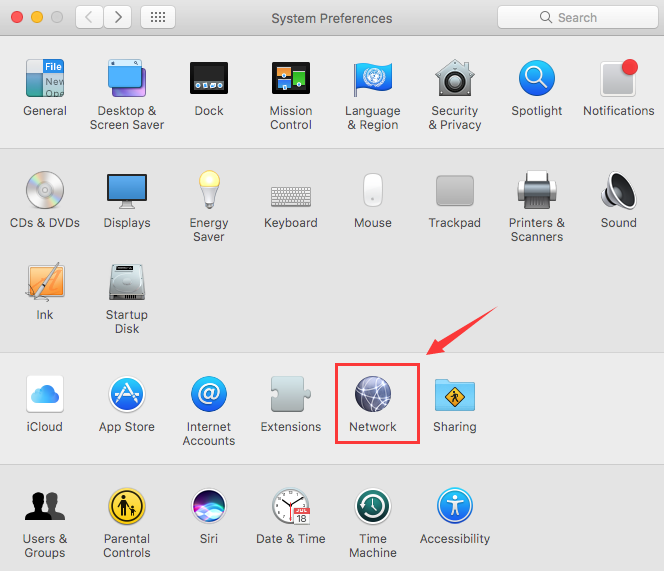 System Preferences
Search
File
New
Ope
General
Desktop &
Screen Saver
Dock
Mission
Control
Language
& Region
Security
& Privacy
Spotlight
Notifications
CDs & DVDs
Displays
Energy
Saver
Keyboard
Mouse
Trackpad
Printers &
Scanners
Sound
Ink
Startup
Disk
iCloud
App Store
@
Internet
Accounts
Extensions
Network
Sharing
Users &
Groups
Parental
Controls
Siri
JUL
18
Date & Time
Time
Machine
Accessibility